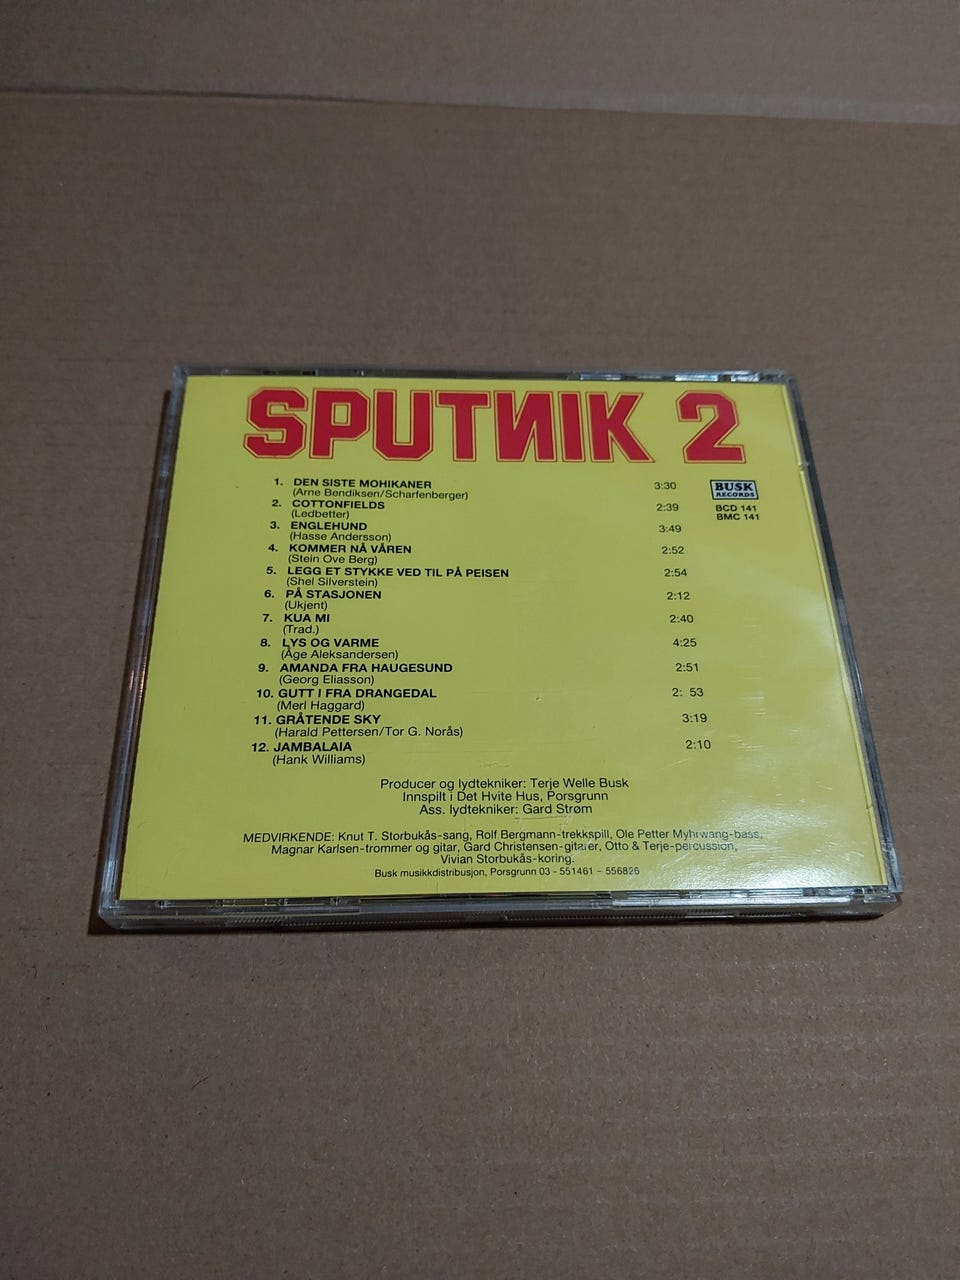 SPUTNIK 2
1. DEN SISTE MOHIKANER 3:30
(Arne Bendiksen/Scharfenberger)
2. COTTONFIELDS 2:39
(Ledbetter)
3. ENGLEHUND 3:49
(Hasse Andersson)
4. KOMMER NÅ VÅREN 2:52
(Stein Ove Berg)
5. LEGG ET STYKKE VED TIL PÅ PEISEN 2:54
(Shel Silverstein)
6. PÅ STASJONEN 2:12
(Ukjent)
7. KUA MI 2:40
(Trad.)
8. LYS OG VARME 4:25
(Åge Aleksandersen)
9. AMANDA FRA HAUGESUND 2:51
(Georg Eliasson)
10. GUTT I FRA DRANGEDAL 2: 53
(Merl Haggard)
11. GRÅTENDE SKY 3:19
(Harald Pettersen/Tor G. Norås)
12. JAMBALAIA 2:10
(Hank Williams)
BUSK
RECORDS
BCD 141
BMC 141
Producer og lydtekniker: Terje Welle Busk
Innspilt i Det Hvite Hus, Porsgrunn
Ass. lydtekniker: Gard Strøm
MEDVIRKENDE: Knut T. Storbukås-sang, Rolf Bergmann-trekkspill, Ole Petter Myhrwang-bass,
Magnar Karlsen-trommer og gitar, Gard Christensen-gitarer, Otto & Terje-percussion,
Vivian Storbukås-koring.
Busk musikkdistribusjon, Porsgrunn 03 - 551461 - 556826